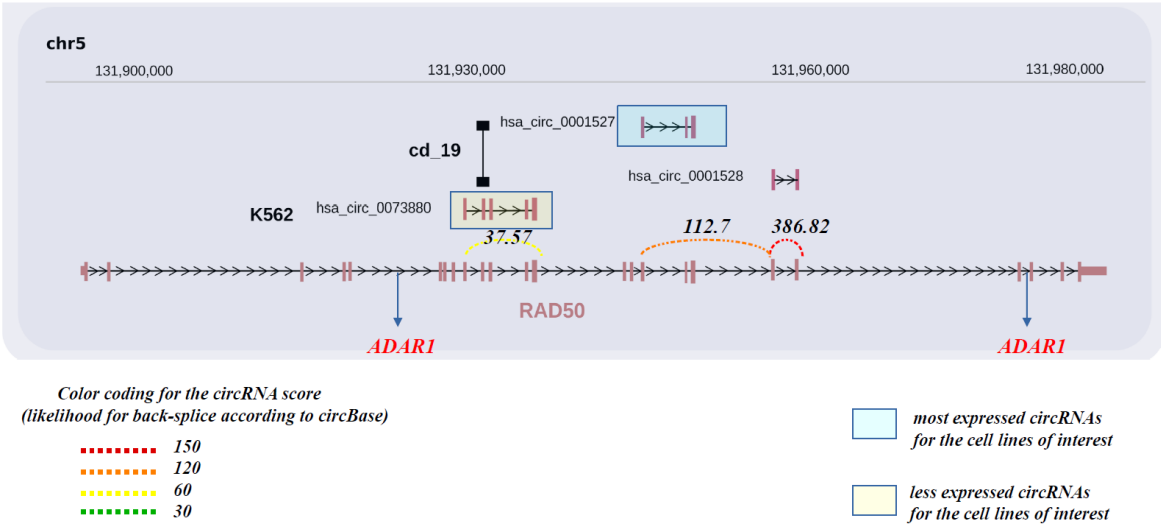 chr5
131,900,000 131,930,000 131,960,000 131,980,000
hsa_circ_0001527
cd_19
hsa_circ_0001528
K562 hsa_circ_0073880
37.57 112.7 386.82
RAD50
ADAR1 ADAR1
Color coding for the circRNA score
(likelihood for back-splice according to circBase)
150
120
60
30
most expressed circRNAs
for the cell lines of interest
less expressed circRNAs
for the cell lines of interest